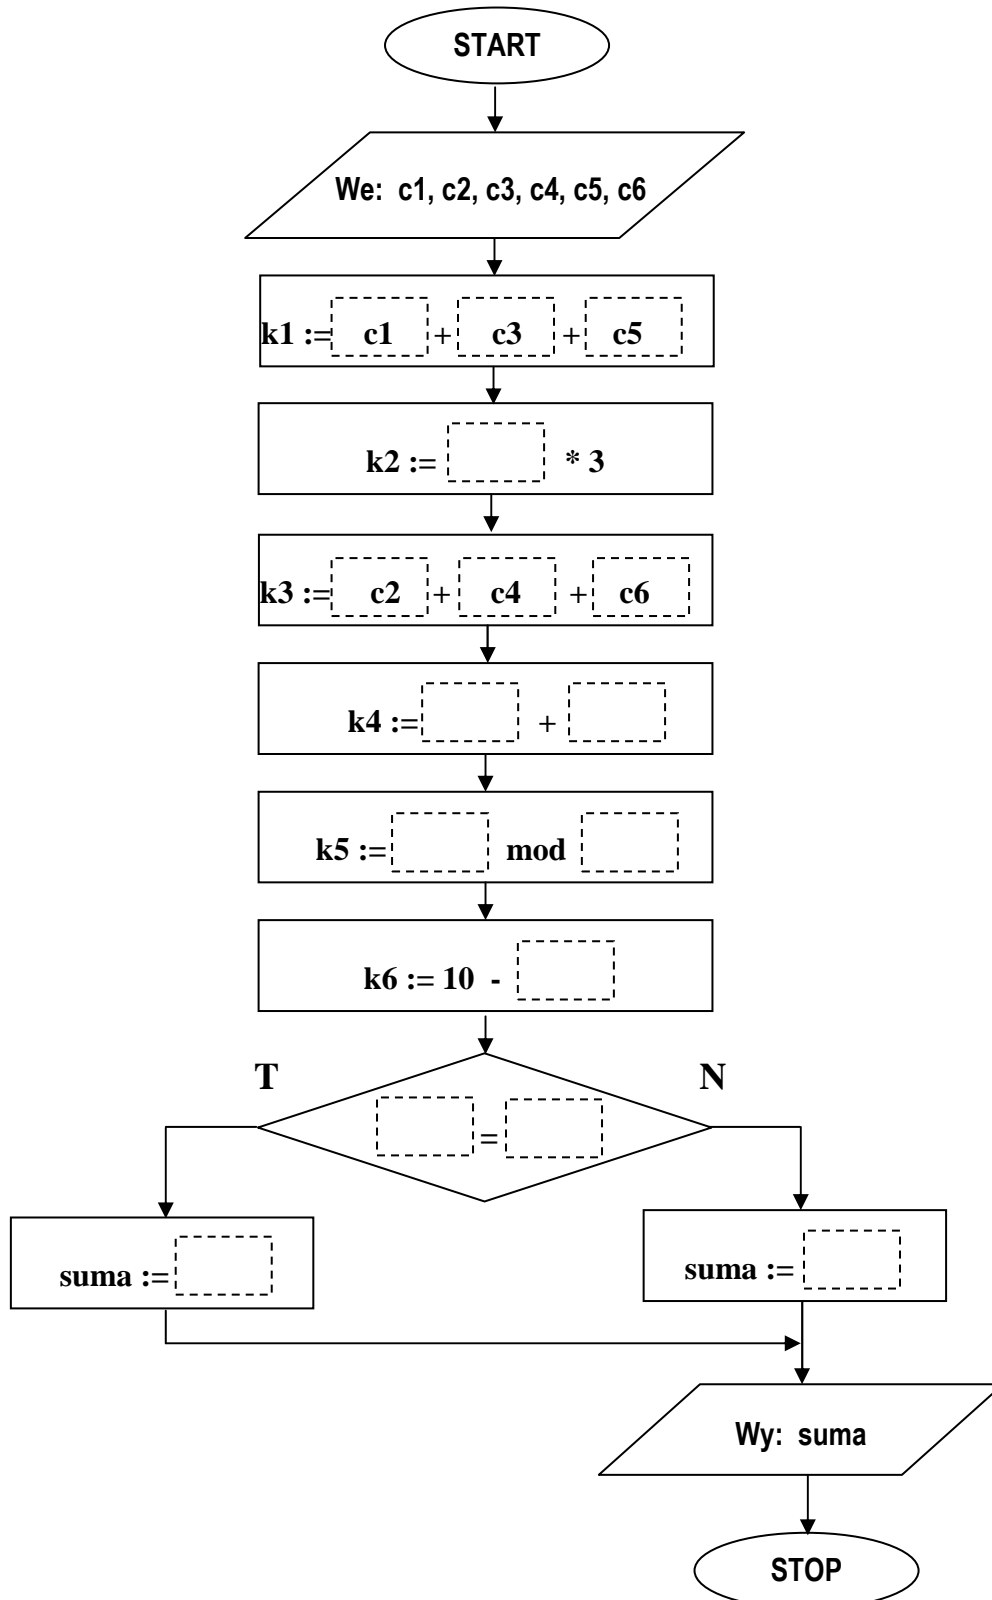 START
We: c1, c2, c3, c4, c5, c6
k1 := c1 + c3 + c5
k2 := * 3
k3 := c2 + c4 + c6
k4 := +
k5 := mod
k6 := 10 -
T N
=
suma := suma :=
Wy: suma
STOP